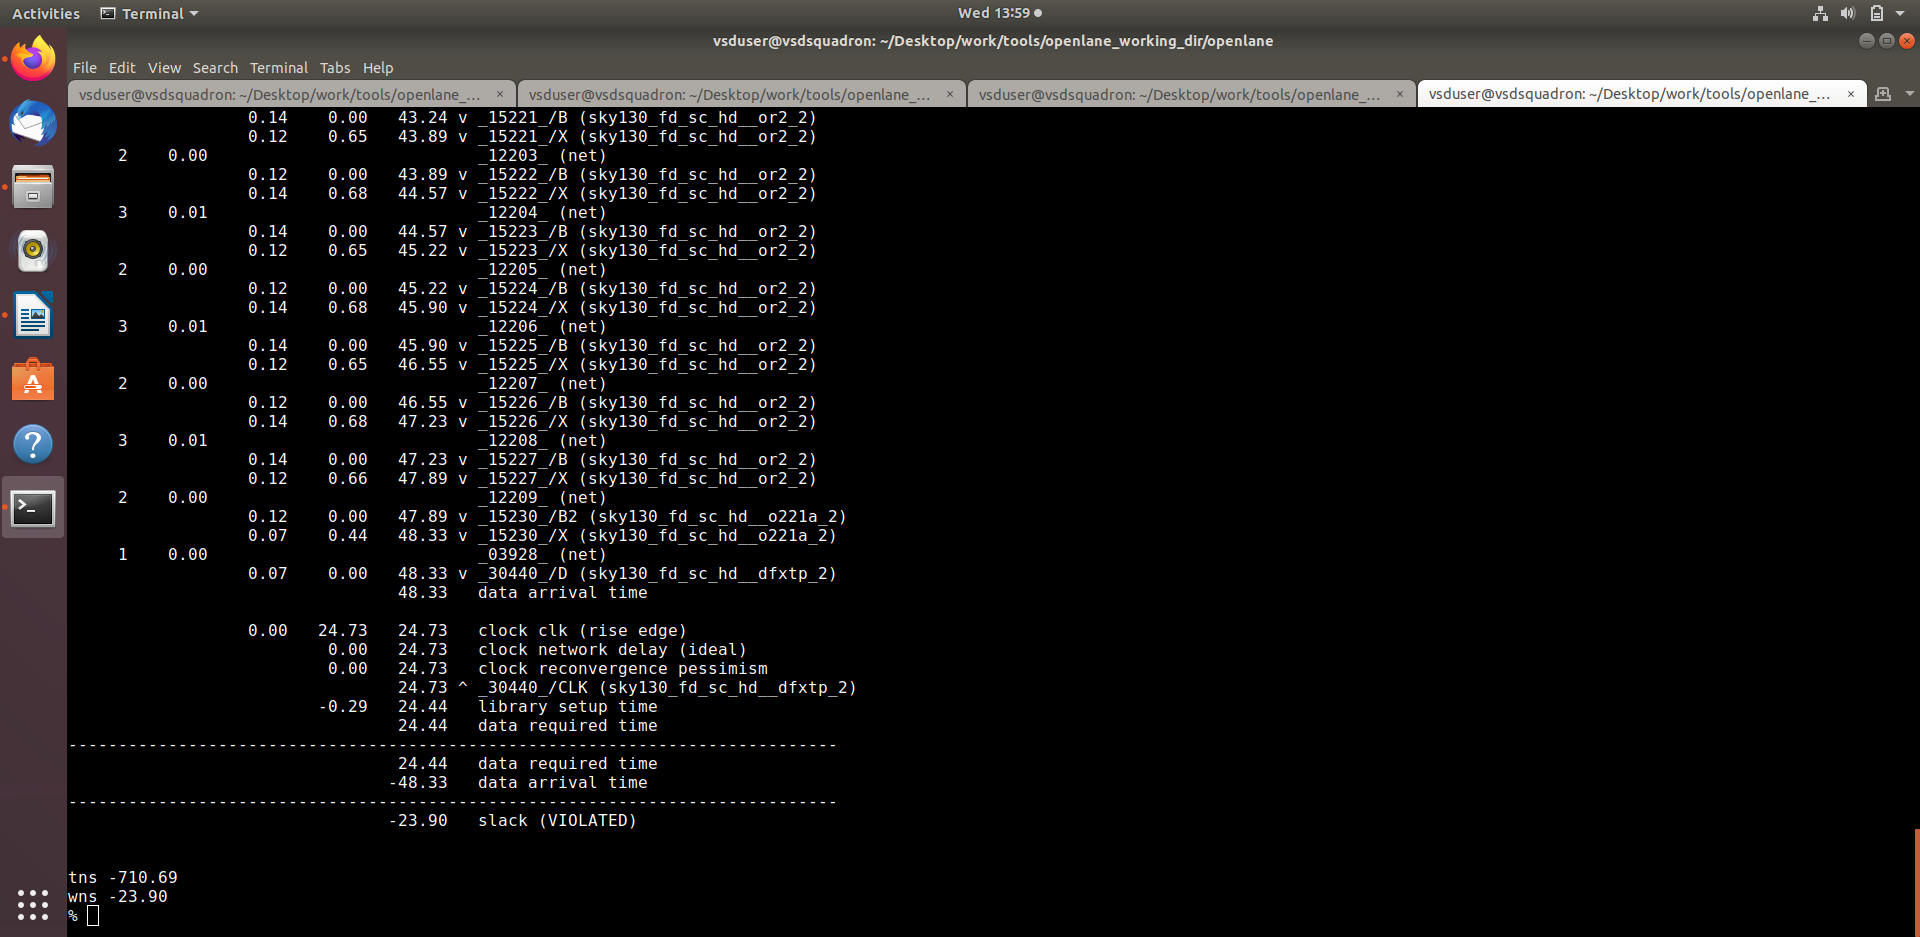 Activities Terminal Wed 13:59
vsduser@vsdsquadron: ~/Desktop/work/tools/openlane_working_dir/openlane
File Edit View Search Terminal Tabs Help
vsduser@vsdsquadron: ~/Desktop/work/tools/openlane_... × vsduser@vsdsquadron: ~/Desktop/work/tools/openlane_... × vsduser@vsdsquadron: ~/Desktop/work/tools/openlane_... × vsduser@vsdsquadron: ~/Desktop/work/tools/openlane_... ×
0.14 0.00 43.24 v _15221_/B (sky130_fd_sc_hd__or2_2)
0.12 0.65 43.89 v _15221_/X (sky130_fd_sc_hd__or2_2)
2 0.00 _12203_ (net)
0.12 0.00 43.89 v _15222_/B (sky130_fd_sc_hd__or2_2)
0.14 0.68 44.57 v _15222_/X (sky130_fd_sc_hd__or2_2)
3 0.01 _12204_ (net)
0.14 0.00 44.57 v _15223_/B (sky130_fd_sc_hd__or2_2)
0.12 0.65 45.22 v _15223_/X (sky130_fd_sc_hd__or2_2)
2 0.00 _12205_ (net)
0.12 0.00 45.22 v _15224_/B (sky130_fd_sc_hd__or2_2)
0.14 0.68 45.90 v _15224_/X (sky130_fd_sc_hd__or2_2)
3 0.01 _12206_ (net)
0.14 0.00 45.90 v _15225_/B (sky130_fd_sc_hd__or2_2)
0.12 0.65 46.55 v _15225_/X (sky130_fd_sc_hd__or2_2)
2 0.00 _12207_ (net)
0.12 0.00 46.55 v _15226_/B (sky130_fd_sc_hd__or2_2)
0.14 0.68 47.23 v _15226_/X (sky130_fd_sc_hd__or2_2)
3 0.01 _12208_ (net)
0.14 0.00 47.23 v _15227_/B (sky130_fd_sc_hd__or2_2)
0.12 0.66 47.89 v _15227_/X (sky130_fd_sc_hd__or2_2)
2 0.00 _12209_ (net)
0.12 0.00 47.89 v _15230_/B2 (sky130_fd_sc_hd__o221a_2)
0.07 0.44 48.33 v _15230_/X (sky130_fd_sc_hd__o221a_2)
1 0.00 _03928_ (net)
0.07 0.00 48.33 v _30440_/D (sky130_fd_sc_hd__dfxtp_2)
48.33 data arrival time
0.00 24.73 24.73 clock clk (rise edge)
0.00 24.73 clock network delay (ideal)
0.00 24.73 clock reconvergence pessimism
24.73 ^ _30440_/CLK (sky130_fd_sc_hd__dfxtp_2)
-0.29 24.44 library setup time
24.44 data required time
-----------------------------------------------------------------------------
24.44 data required time
-48.33 data arrival time
-----------------------------------------------------------------------------
-23.90 slack (VIOLATED)
tns -710.69
wns -23.90
%